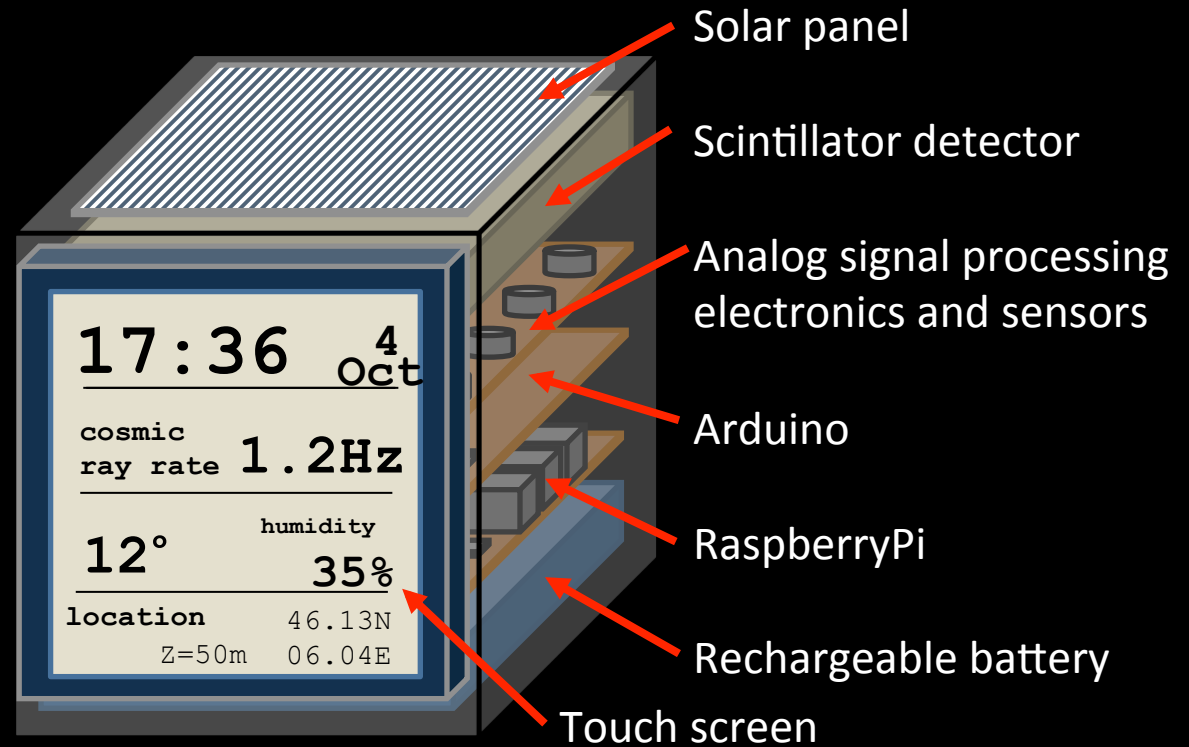 Solar panel
Scintillator detector
Analog signal processing
electronics and sensors
Arduino
RaspberryPi
Rechargeable battery
Touch screen
17:36
4
Oct
cosmic
ray rate 1.2Hz
humidity
12°
35%
location 46.13N
Z=50m 06.04E